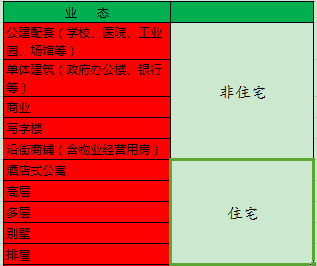 业 态
公建配套（学校、医院、工业
园、场馆等）
单体建筑（政府办公楼、银行
等）
商业
写字楼
沿街商铺（含物业经营用房）
非住宅
酒店式公寓
高层
多层
别墅
排屋
住宅